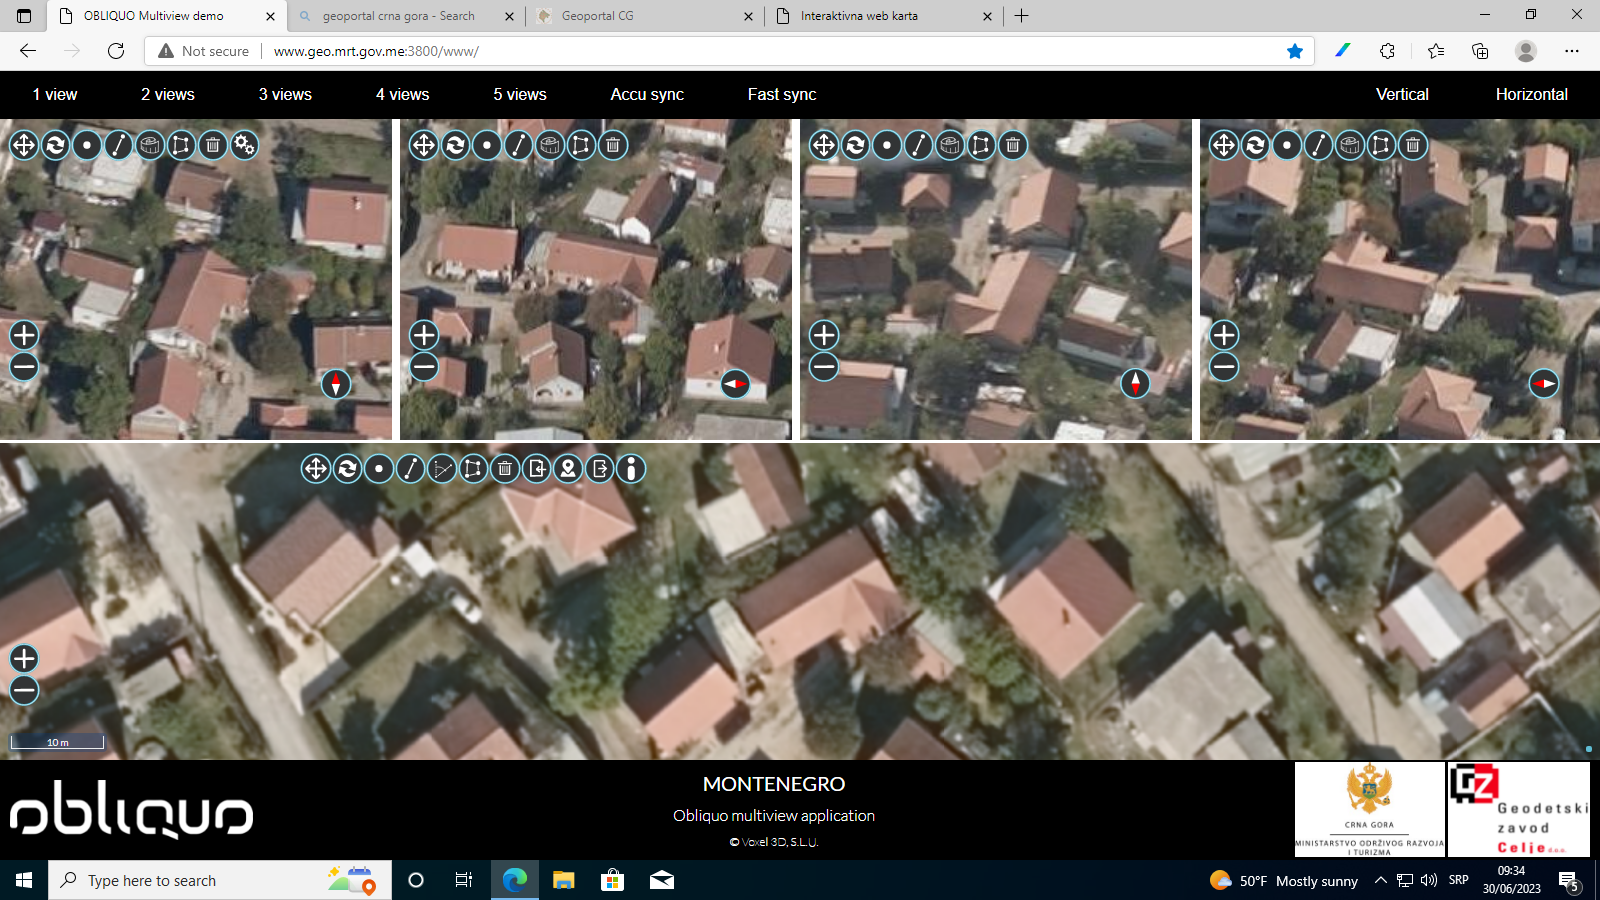 OBLIQUO Multiview demo
geoportal crna gora - Search
Geoportal CG
Interaktivna web karta
Not secure
www.geo.mrt.gov.me:3800/www/
1 view
2 views
3 views
4 views
5 views
Accu sync
Fast sync
Vertical
Horizontal
10 m
obliquo
MONTENEGRO
Obliquo multiview application
© Voxel 3D, S.L.U.
CRNA GORA
MINISTARSTVO ODRŽIVOG RAZVOJA
I TURIZMA
GZ
Geodetski
zavod
Celje d.o.o.
Type here to search
50°F Mostly sunny
SRP
09:34
30/06/2023
5